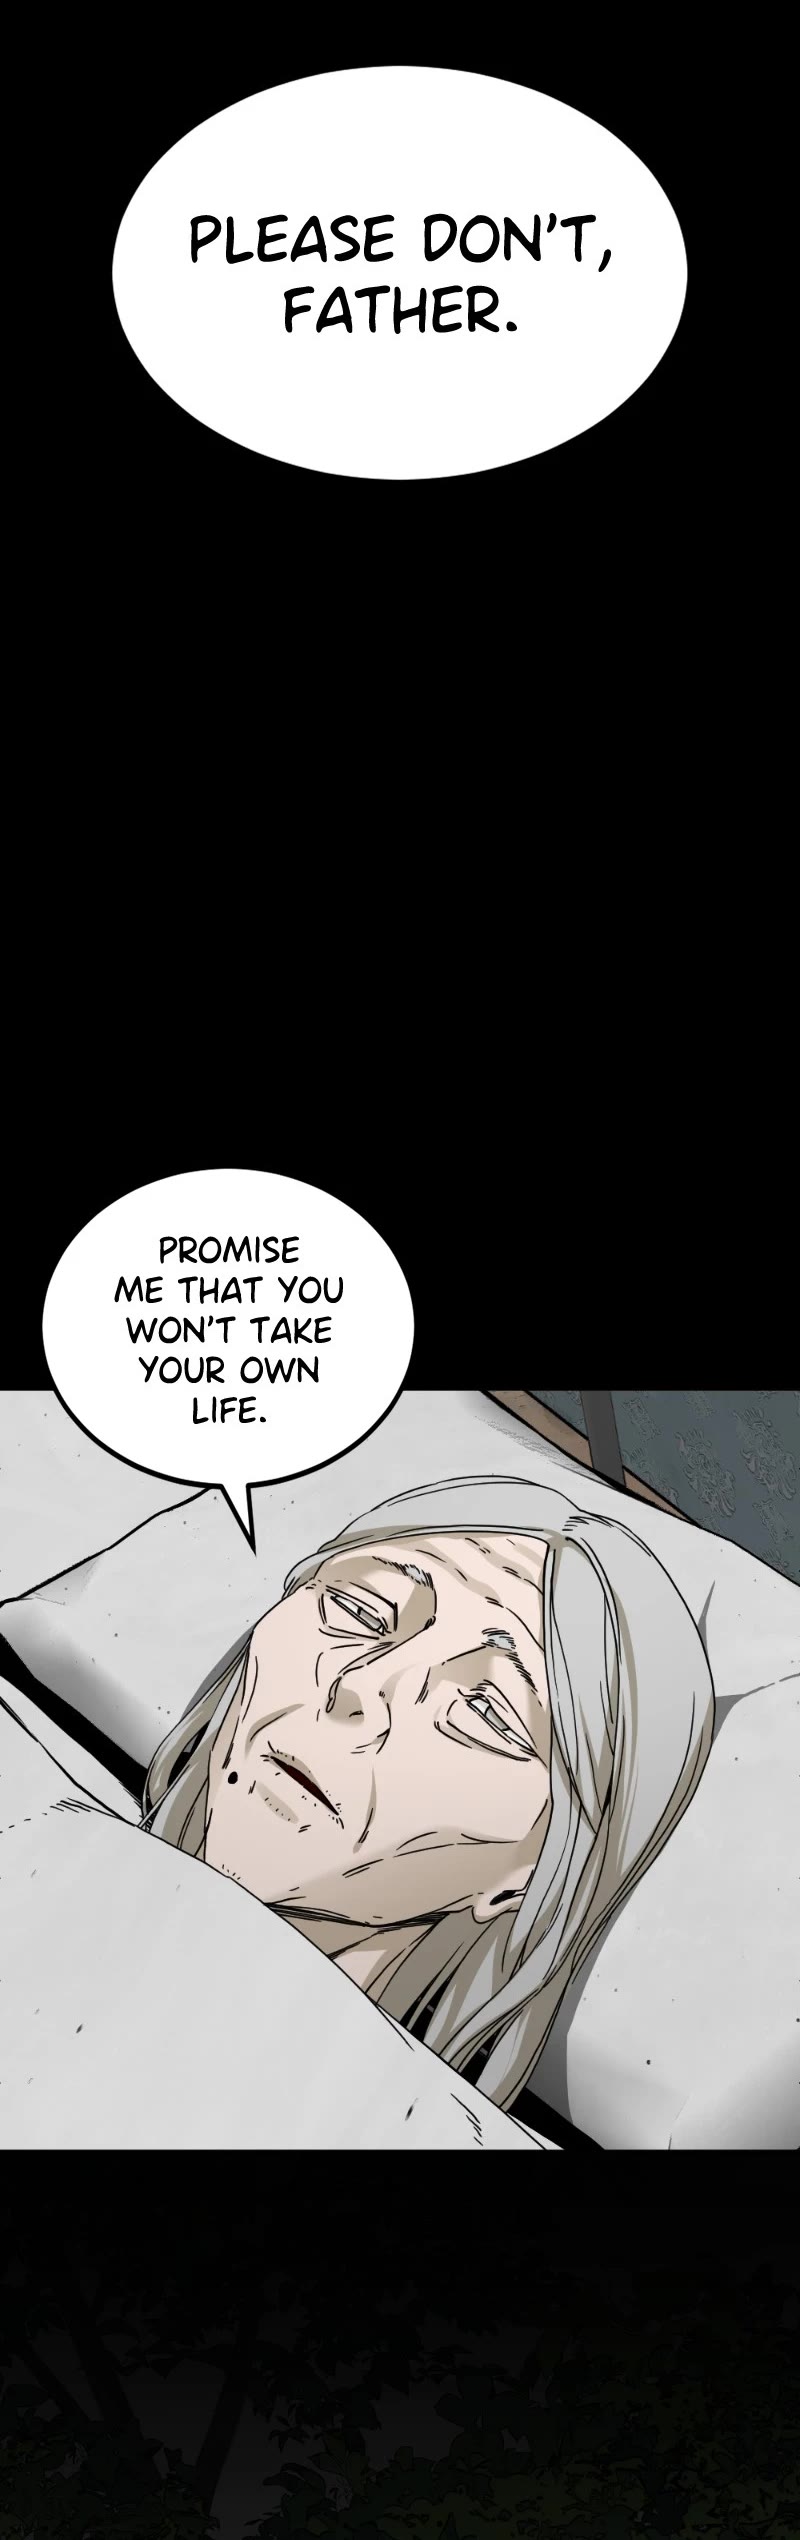 PLEASE DON'T,
FATHER.
PROMISE
ME THAT YOU
WON'T TAKE
YOUR OWN
LIFE.